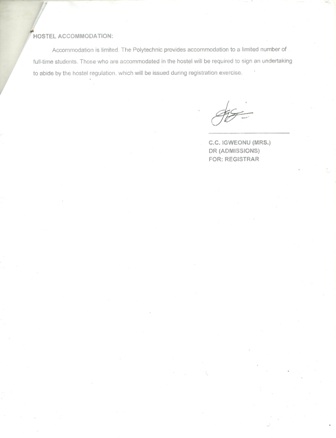 HOSTEL ACCOMMODATION:
Accommodation is limited. The Polytechnic provides accommodation to a limited number of
full-time students. Those who are accommodated in the hostel will be required to sign an undertaking
to abide by the hostel regulation, which will be issued during registration exercise.
C.C. IGWEONU (MRS.)
DR (ADMISSIONS)
FOR: REGISTRAR